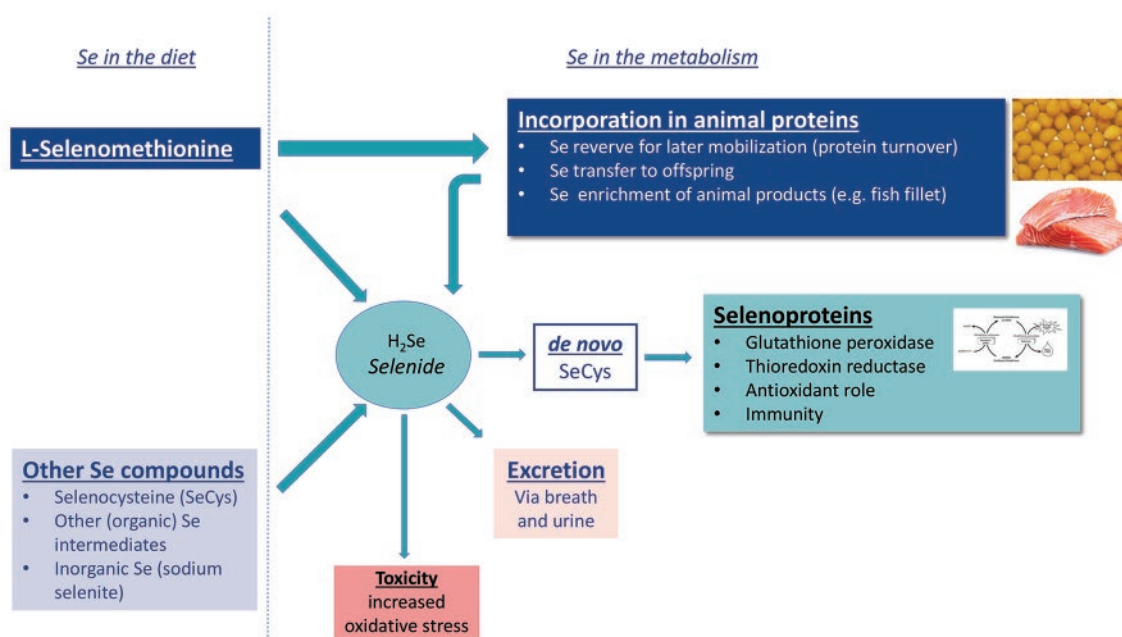 Se in the diet
Se in the metabolism
L-Selenomethionine
Incorporation in animal proteins
• Se reverve for later mobilization (protein turnover)
• Se transfer to offspring
• Se enrichment of animal products (e.g. fish fillet)
H₂Se
Selenide
de novo
SeCys
Selenoproteins
• Glutathione peroxidase
• Thioredoxin reductase
• Antioxidant role
• Immunity
Other Se compounds
• Selenocysteine (SeCys)
• Other (organic) Se
intermediates
• Inorganic Se (sodium
selenite)
Excretion
Via breath
and urine
Toxicity
increased
oxidative stress